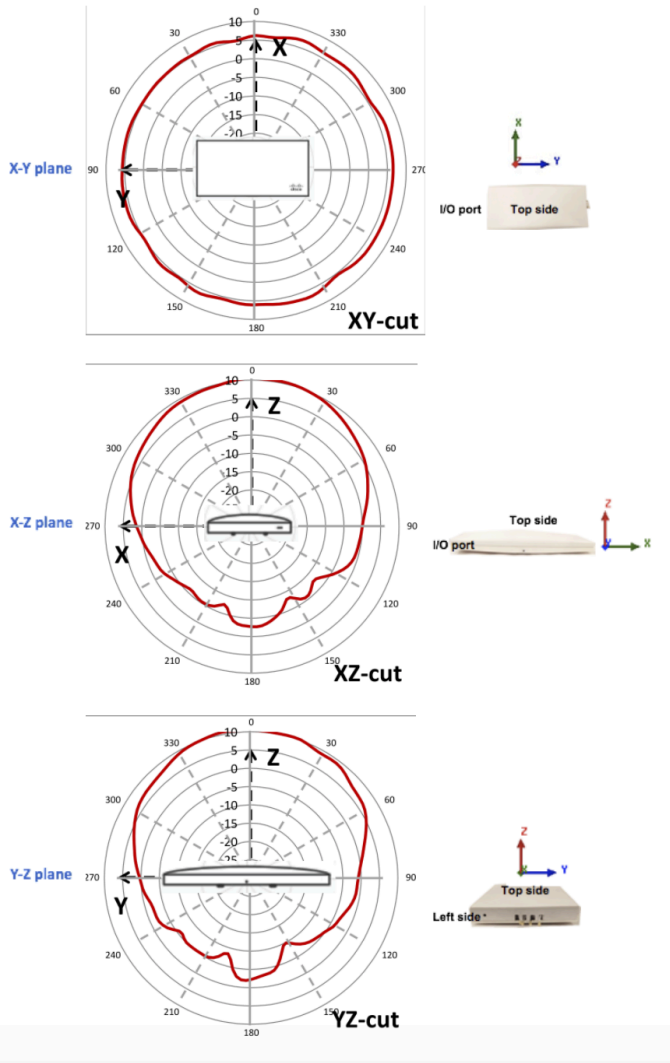 0
10
30
330
5
X
0
-5
60
300
-10
-15
-20
X
X-Y plane
90
270
Y
Y
I/O port
Top side
120
240
150
210
180
XY-cut
0
10
330
30
5
Z
0
300
-5
60
-10
-15
-20
Z
Top side
X-Z plane
270
90
X
I/O port
Y
X
240
120
210
150
180
XZ-cut
0
10
330
30
5
Z
0
-5
300
60
-10
-15
-20
25
Z
Y-Z plane
270
90
Y
Y
Top side
Left side
240
120
210
180
YZ-cut